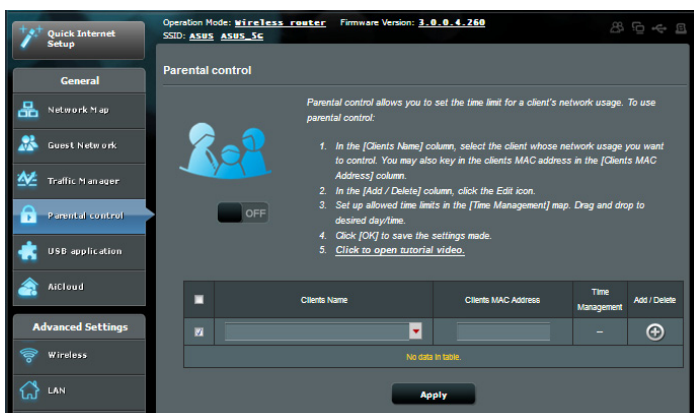 Quick Internet
Setup
Operation Mode: Wireless router Firmware Version: 3.0.0.4.260
SSID: ASUS ASUS_5G
General
Network Map
Guest Network
Traffic Manager
Parental control
USB application
AiCloud
Advanced Settings
Wireless
LAN
Parental control
Parental control allows you to set the time limit for a client's network usage. To use
parental control:
1. In the [Clients Name] column, select the client whose network usage you want
to control. You may also key in the clients MAC address in the [Clients MAC
Address] column.
2. In the [Add / Delete] column, click the Edit icon.
3. Set up allowed time limits in the [Time Management] map. Drag and drop to
desired day/time.
4. Click [OK] to save the settings made.
5. Click to open tutorial video.
OFF
Clients Name Clients MAC Address Time Management Add / Delete
–
No data in table.
Apply